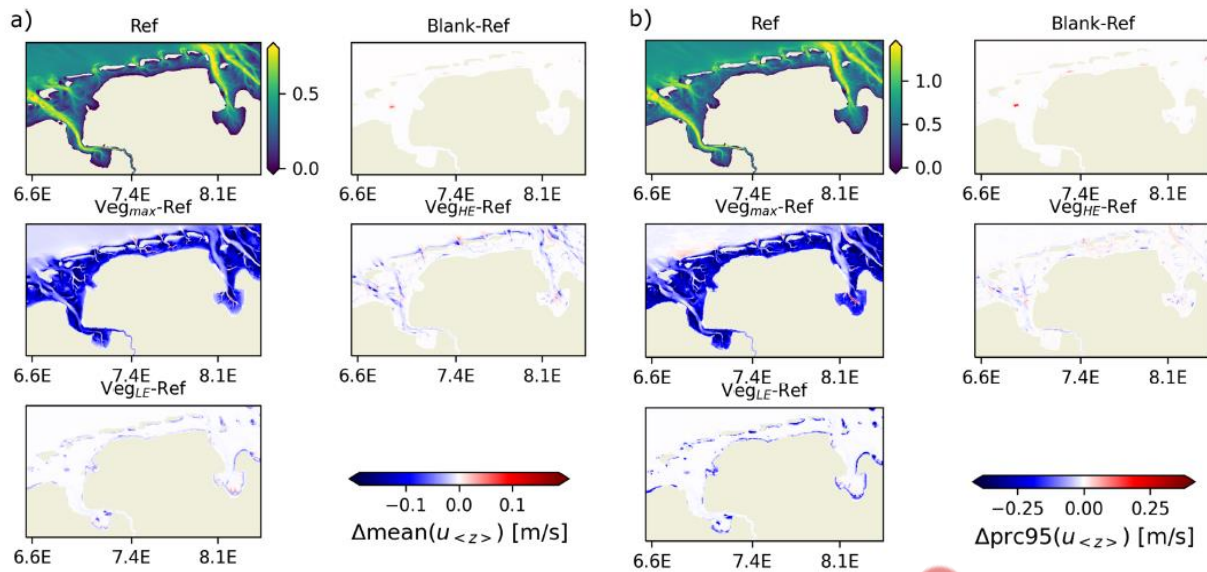 a)
Ref
Blank-Ref
0.5
0.0
6.6E 7.4E 8.1E
6.6E 7.4E 8.1E
Veg_max-Ref
Veg_HE-Ref
6.6E 7.4E 8.1E
6.6E 7.4E 8.1E
Veg_LE-Ref
6.6E 7.4E 8.1E
−0.1 0.0 0.1
Δmean(u_<z>) [m/s]
b)
Ref
Blank-Ref
1.0
0.5
0.0
6.6E 7.4E 8.1E
6.6E 7.4E 8.1E
Veg_max-Ref
Veg_HE-Ref
6.6E 7.4E 8.1E
6.6E 7.4E 8.1E
Veg_LE-Ref
6.6E 7.4E 8.1E
−0.25 0.00 0.25
Δprc95(u_<z>) [m/s]